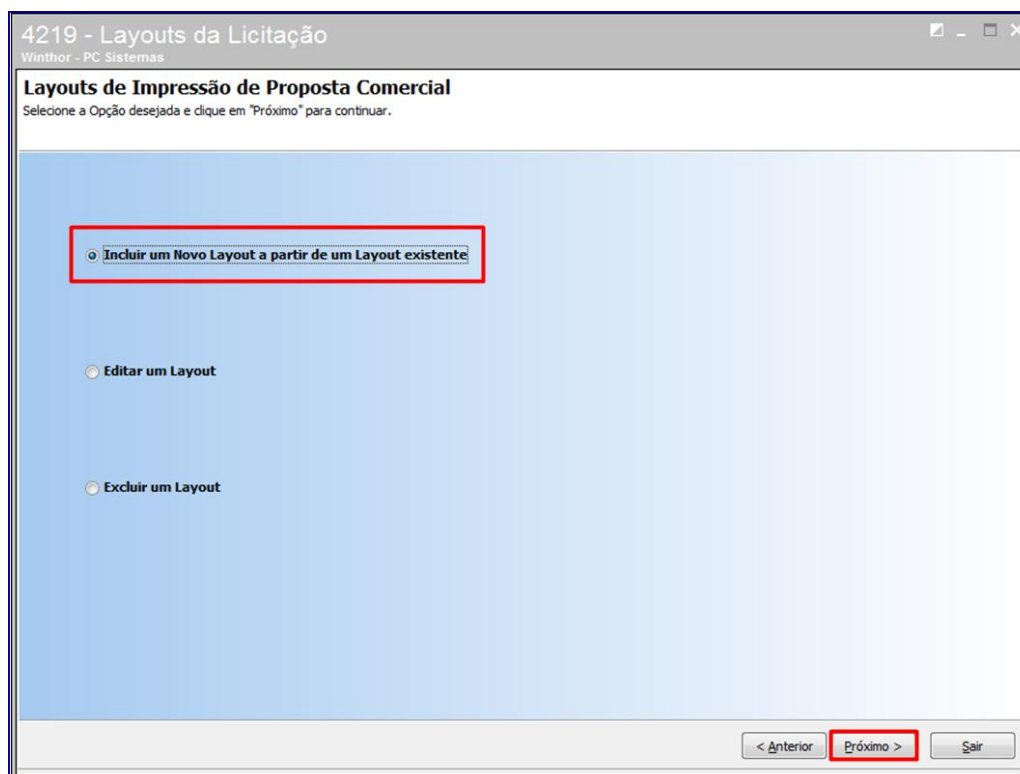 4219 - Layouts da Licitação
Winthor - PC Sistemas
Layouts de Impressão de Proposta Comercial
Selecione a Opção desejada e clique em "Próximo" para continuar.
Incluir um Novo Layout a partir de um Layout existente
Editar um Layout
Excluir um Layout
< Anterior Próximo > Sair